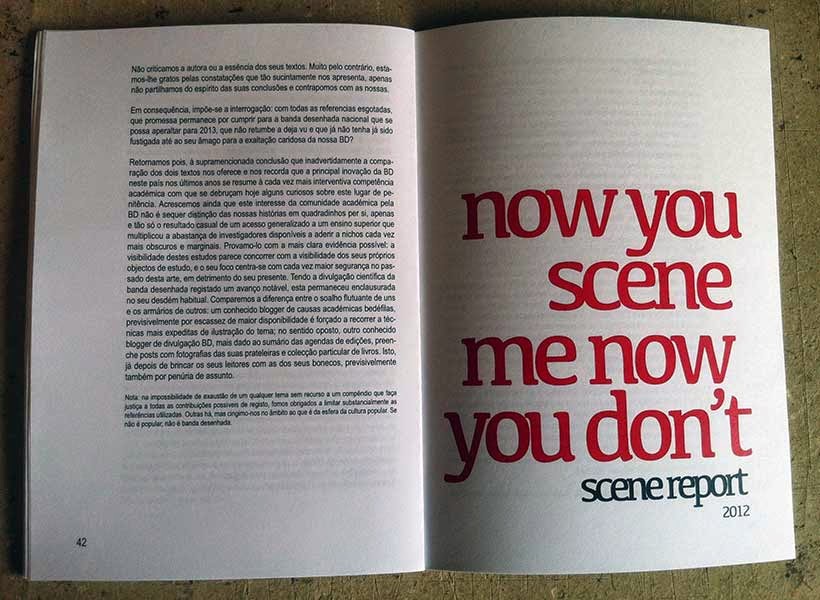 Não criticamos a autora ou a essência dos seus textos. Muito pelo contrário, esta-
mos-lhe gratos pelas constatações que tão sucintamente nos apresenta, apenas
não partilhamos do espírito das suas conclusões e contrapomos com as nossas.
Em consequência, impõe-se a interrogação: com todas as referencias esgotadas,
que promessa permanece por cumprir para a banda desenhada nacional que se
possa aperaltar para 2013, que não retumbe a deja vu e que já não tenha já sido
fustigada até ao seu âmago para a exaltação caridosa da nossa BD?
Retornamos pois, à supramencionada conclusão que inadvertidamente a compara-
ção dos dois textos nos oferece e nos recorda que a principal inovação da BD
neste país nos últimos anos se resume à cada vez mais interventiva competência
académica com que se debruçam hoje alguns curiosos sobre este lugar de pe-
nitência. Acrescemos ainda que este interesse da comunidade académica pela
BD não é sequer distinção das nossas histórias em quadradinhos per si, apenas
e tão só o resultado casual de um acesso generalizado a um ensino superior que
multiplicou a abastança de investigadores disponíveis a aderir a nichos cada vez
mais obscuros e marginais. Provamo-lo com a mais clara evidência possível: a
visibilidade destes estudos parece concorrer com a visibilidade dos seus próprios
objectos de estudo, e o seu foco centra-se com cada vez maior segurança no pas-
sado desta arte, em detrimento do seu presente. Tendo a divulgação científica da
banda desenhada registado um avanço notável, esta permaneceu enclausurada
no seu desdém habitual. Comparemos a diferença entre o soalho flutuante de uns
e os armários de outros: um conhecido blogger de causas académicas bedéfilas,
previsivelmente por escassez de maior disponibilidade é forçado a recorrer a téc-
nicas mais expeditas de ilustração do tema; no sentido oposto, outro conhecido
blogger de divulgação BD, mais dado ao sumário das agendas de edições, preen-
che posts com fotografias das suas prateleiras e colecção particular de livros. Isto,
já depois de brincar os seus leitores com as dos seus bonecos, previsivelmente
também por penúria de assunto.
Nota: na impossibilidade de exaustão de um qualquer tema sem recurso a um compêndio que faça
justiça a todas as contribuições possíveis de registo, fomos obrigados a limitar substancialmente as
referências utilizadas. Outras há, mas cingimo-nos no âmbito ao que é da esfera da cultura popular. Se
não é popular, não é banda desenhada.
42
now you
scene
me now
you don't
scene report
2012